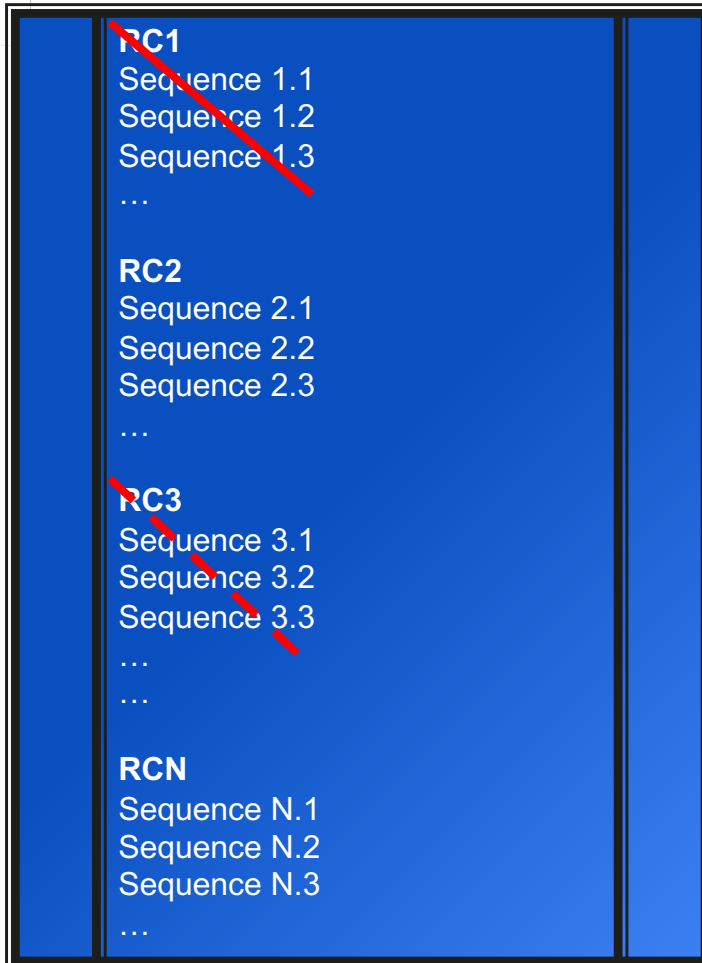 RC1
Sequence 1.1
Sequence 1.2
Sequence 1.3
…
RC2
Sequence 2.1
Sequence 2.2
Sequence 2.3
…
RC3
Sequence 3.1
Sequence 3.2
Sequence 3.3
…
…
RCN
Sequence N.1
Sequence N.2
Sequence N.3
…